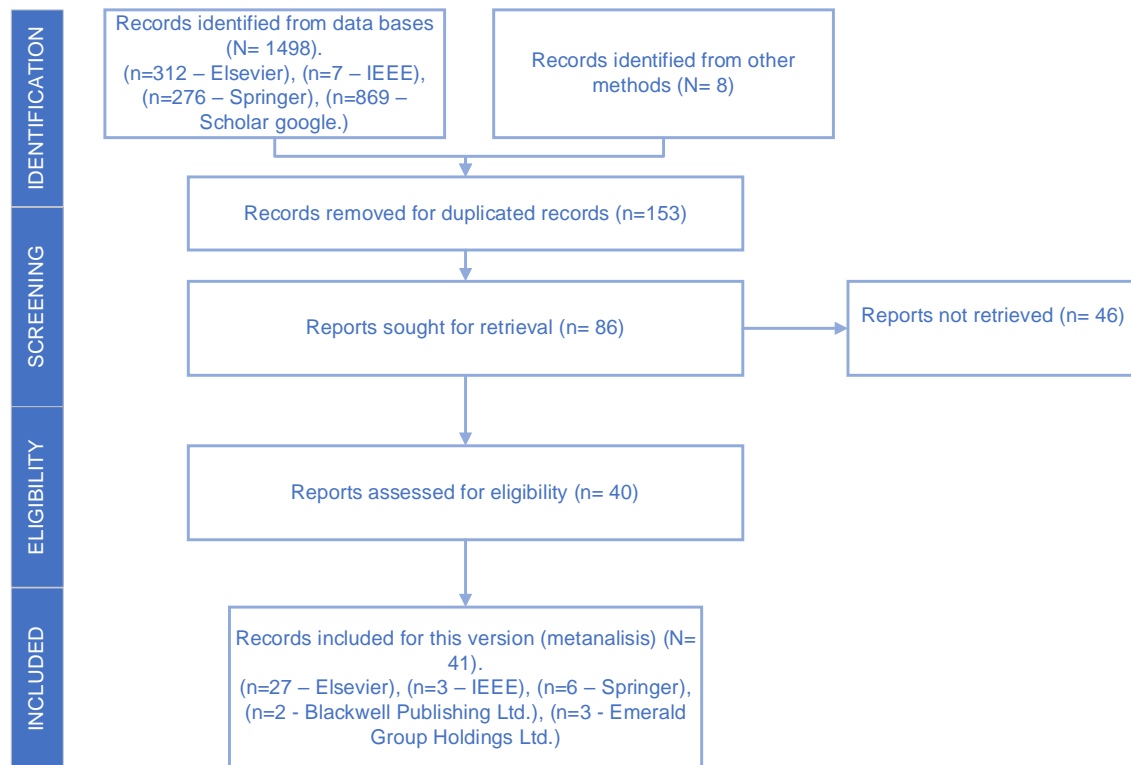 IDENTIFICATION
Records identified from data bases
(N= 1498).
(n=312 – Elsevier), (n=7 – IEEE),
(n=276 – Springer), (n=869 –
Scholar google.)
Records identified from other
methods (N= 8)
Records removed for duplicated records (n=153)
SCREENING
Reports sought for retrieval (n= 86)
Reports not retrieved (n= 46)
ELIGIBILITY
Reports assessed for eligibility (n= 40)
INCLUDED
Records included for this version (metanalisis) (N=
41).
(n=27 – Elsevier), (n=3 – IEEE), (n=6 – Springer),
(n=2 - Blackwell Publishing Ltd.), (n=3 - Emerald
Group Holdings Ltd.)